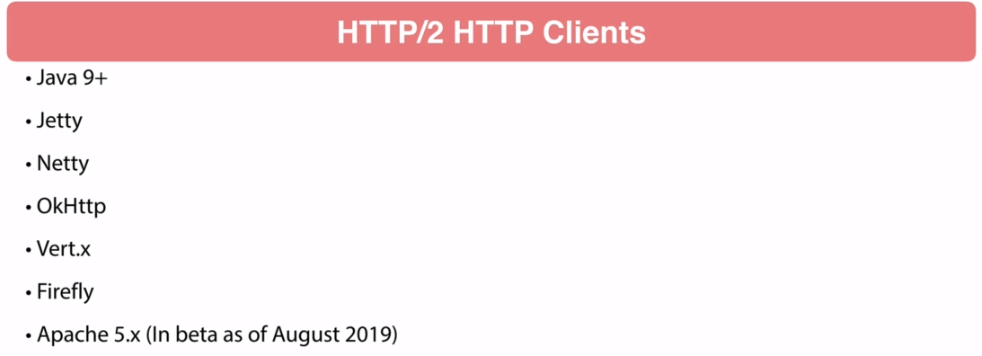 HTTP/2 HTTP Clients
• Java 9+
• Jetty
• Netty
• OkHttp
• Vert.x
• Firefly
• Apache 5.x (In beta as of August 2019)